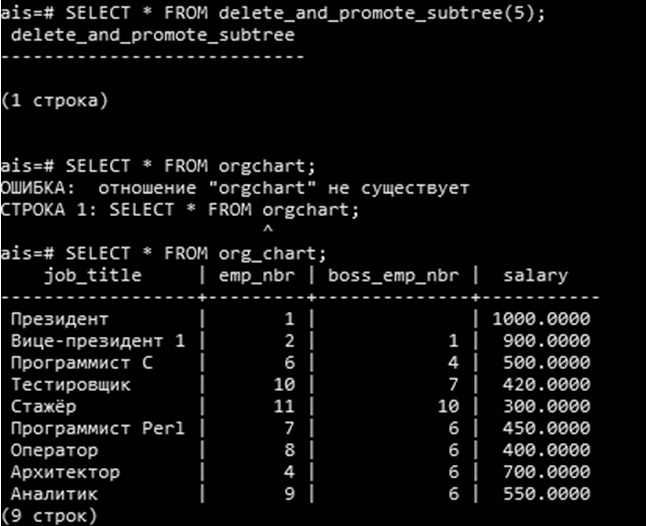 ais=# SELECT * FROM delete_and_promote_subtree(5);
delete_and_promote_subtree
----------------------------
(1 строка)
ais=# SELECT * FROM orgchart;
ОШИБКА:  отношение "orgchart" не существует
СТРОКА 1: SELECT * FROM orgchart;
^
ais=# SELECT * FROM org_chart;
job_title | emp_nbr | boss_emp_nbr | salary
------------------+---------+--------------+-----------
Президент | 1 | | 1000.0000
Вице-президент 1 | 2 | 1 | 900.0000
Программист C | 6 | 4 | 500.0000
Тестировщик | 10 | 7 | 420.0000
Стажёр | 11 | 10 | 300.0000
Программист Perl | 7 | 6 | 450.0000
Оператор | 8 | 6 | 400.0000
Архитектор | 4 | 6 | 700.0000
Аналитик | 9 | 6 | 550.0000
(9 строк)